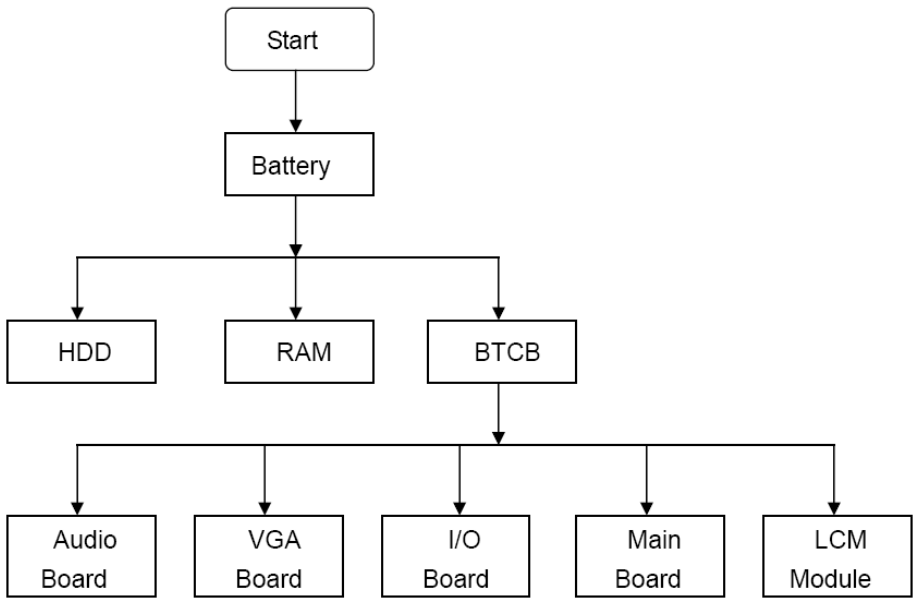 Start
Battery
HDD
RAM
BTCB
Audio
Board
VGA
Board
I/O
Board
Main
Board
LCM
Module